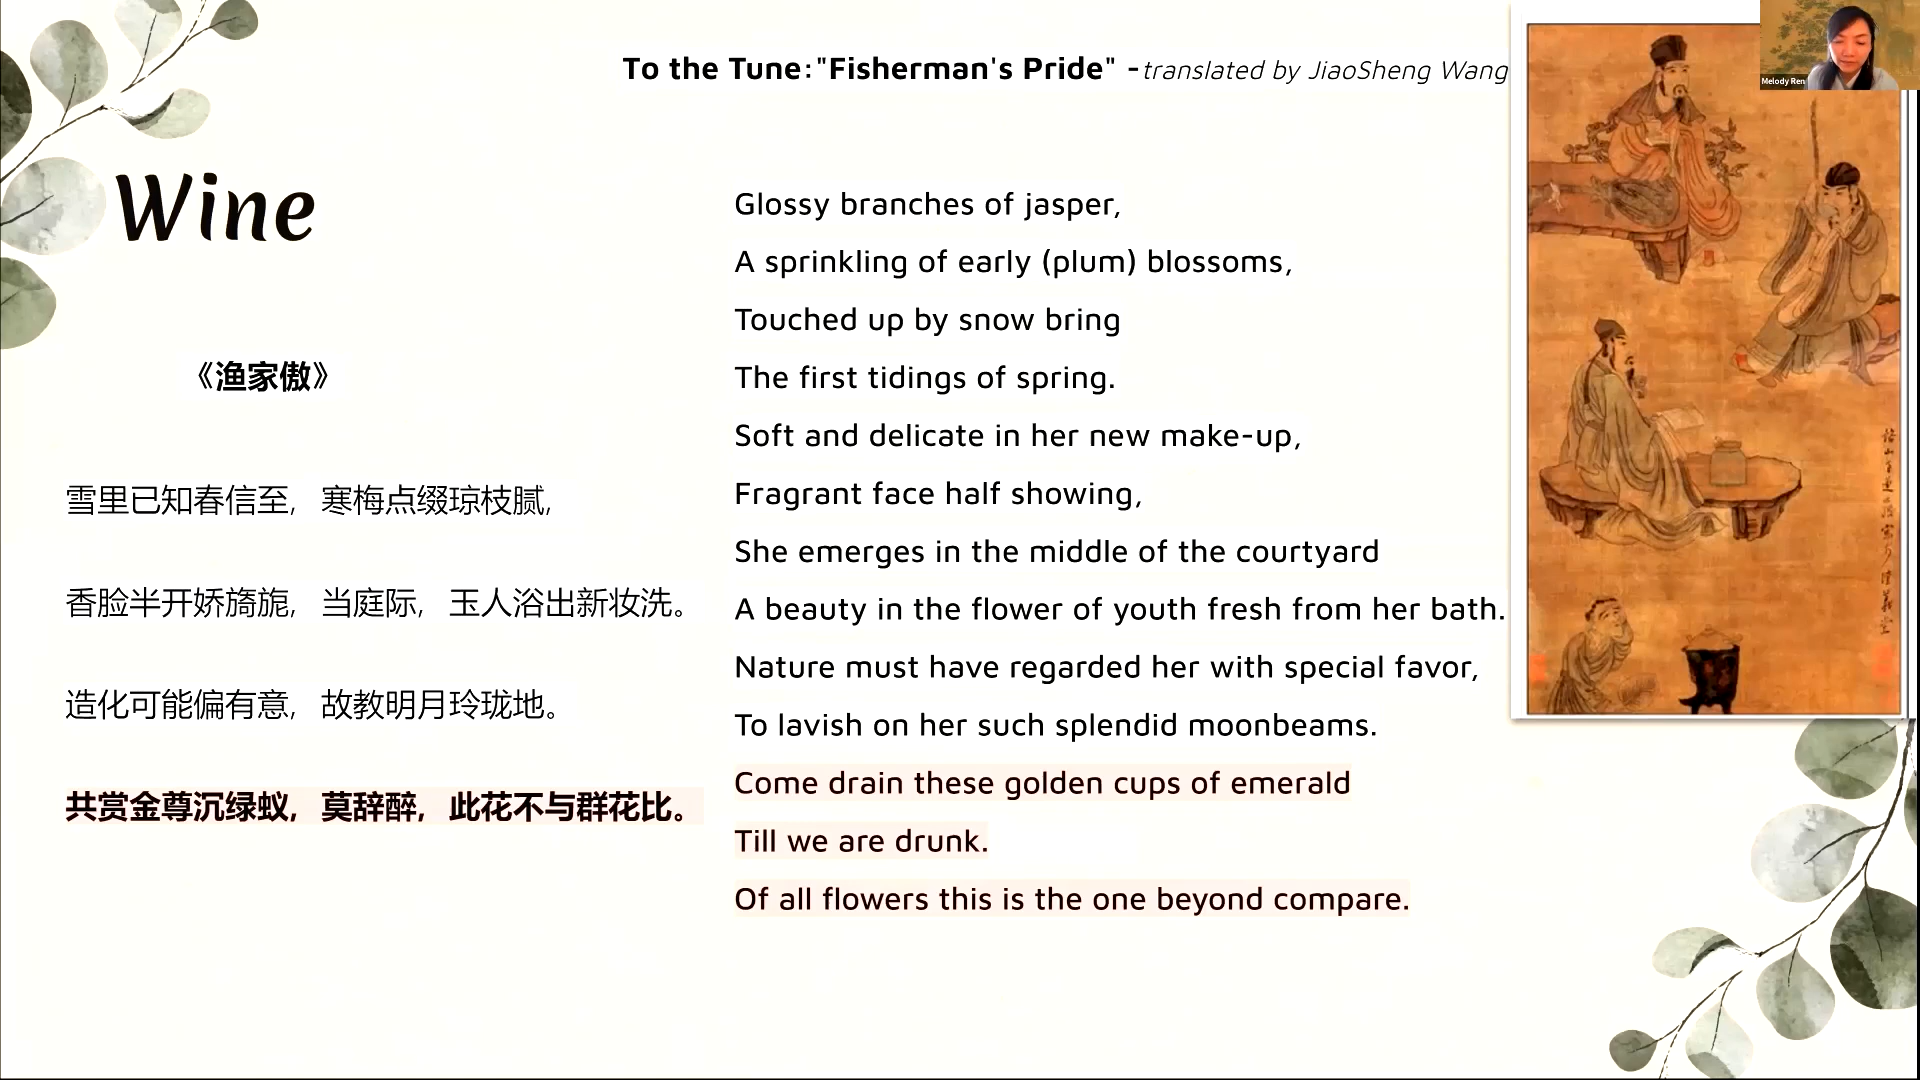 To the Tune:"Fisherman's Pride" -translated by JiaoSheng Wang
Melody Ren
Wine
《渔家傲》
雪里已知春信至，寒梅点缀琼枝腻，
香脸半开娇旖旎，当庭际，玉人浴出新妆洗。
造化可能偏有意，故教明月玲珑地。
共赏金尊沉绿蚁，莫辞醉，此花不与群花比。
Glossy branches of jasper,
A sprinkling of early (plum) blossoms,
Touched up by snow bring
The first tidings of spring.
Soft and delicate in her new make-up,
Fragrant face half showing,
She emerges in the middle of the courtyard
A beauty in the flower of youth fresh from her bath.
Nature must have regarded her with special favor,
To lavish on her such splendid moonbeams.
Come drain these golden cups of emerald
Till we are drunk.
Of all flowers this is the one beyond compare.